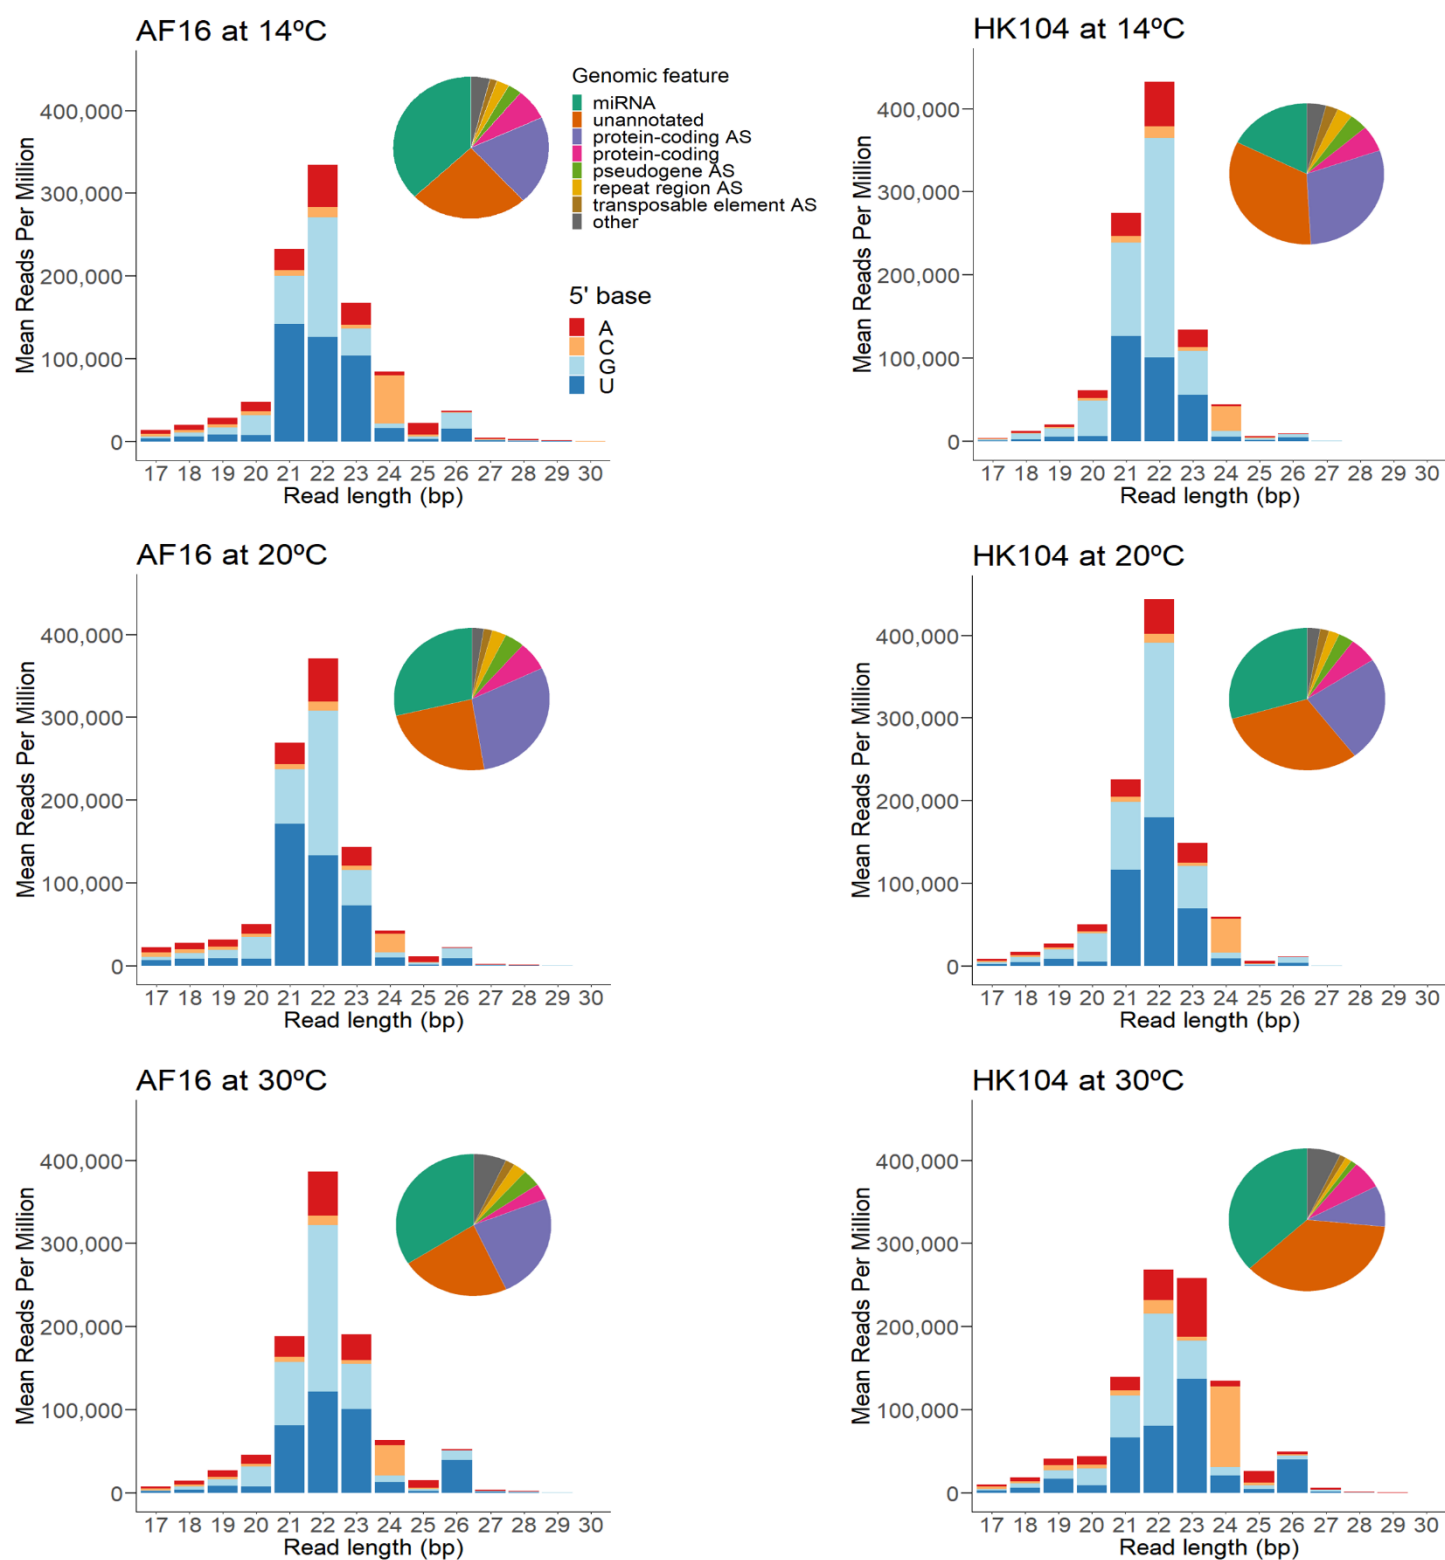 AF16 at 14ºC
Mean Reads Per Million
400,000
300,000
200,000
100,000
0
17 18 19 20 21 22 23 24 25 26 27 28 29 30
Read length (bp)
Genomic feature
miRNA
unannotated
protein-coding AS
protein-coding
pseudogene AS
repeat region AS
transposable element AS
other
5' base
A
C
G
U
HK104 at 14ºC
Mean Reads Per Million
400,000
300,000
200,000
100,000
0
17 18 19 20 21 22 23 24 25 26 27 28 29 30
Read length (bp)
AF16 at 20ºC
Mean Reads Per Million
400,000
300,000
200,000
100,000
0
17 18 19 20 21 22 23 24 25 26 27 28 29 30
Read length (bp)
HK104 at 20ºC
Mean Reads Per Million
400,000
300,000
200,000
100,000
0
17 18 19 20 21 22 23 24 25 26 27 28 29 30
Read length (bp)
AF16 at 30ºC
Mean Reads Per Million
400,000
300,000
200,000
100,000
0
17 18 19 20 21 22 23 24 25 26 27 28 29 30
Read length (bp)
HK104 at 30ºC
Mean Reads Per Million
400,000
300,000
200,000
100,000
0
17 18 19 20 21 22 23 24 25 26 27 28 29 30
Read length (bp)